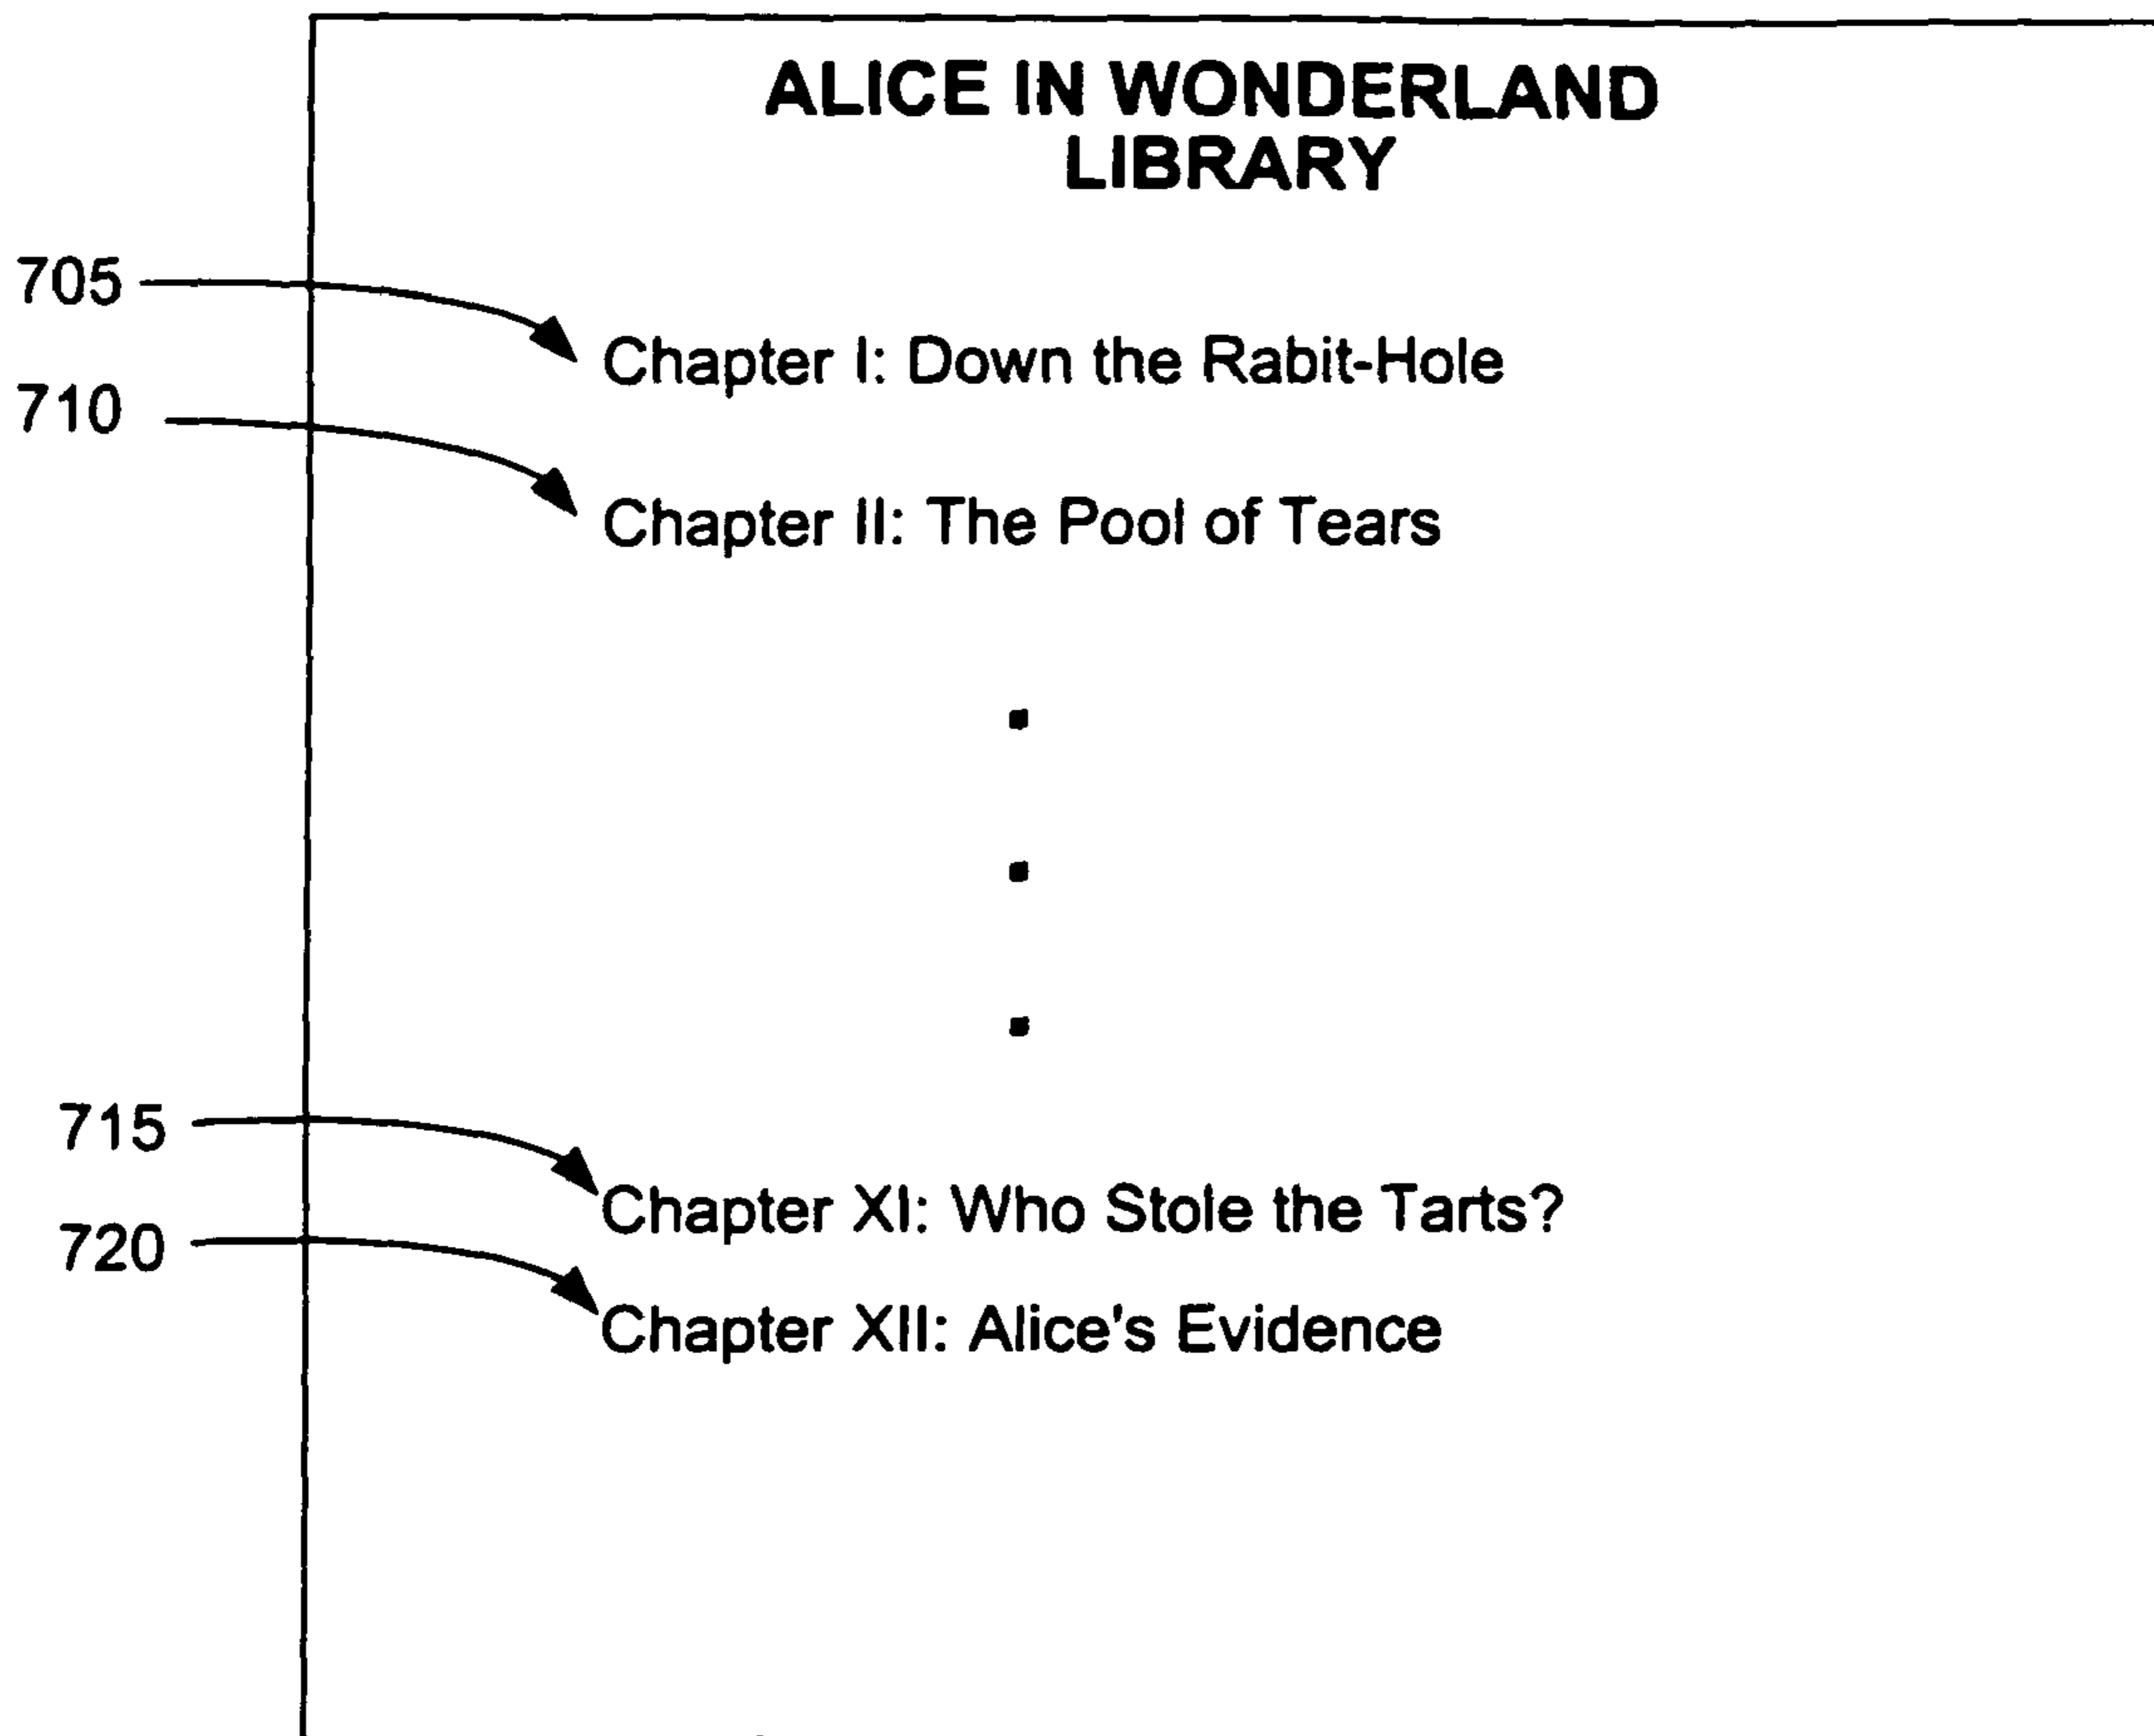 ALICE IN WONDERLAND
LIBRARY
705
Chapter I: Down the Rabit-Hole
710
Chapter II: The Pool of Tears
715
Chapter XI: Who Stole the Tarts?
720
Chapter XII: Alice's Evidence